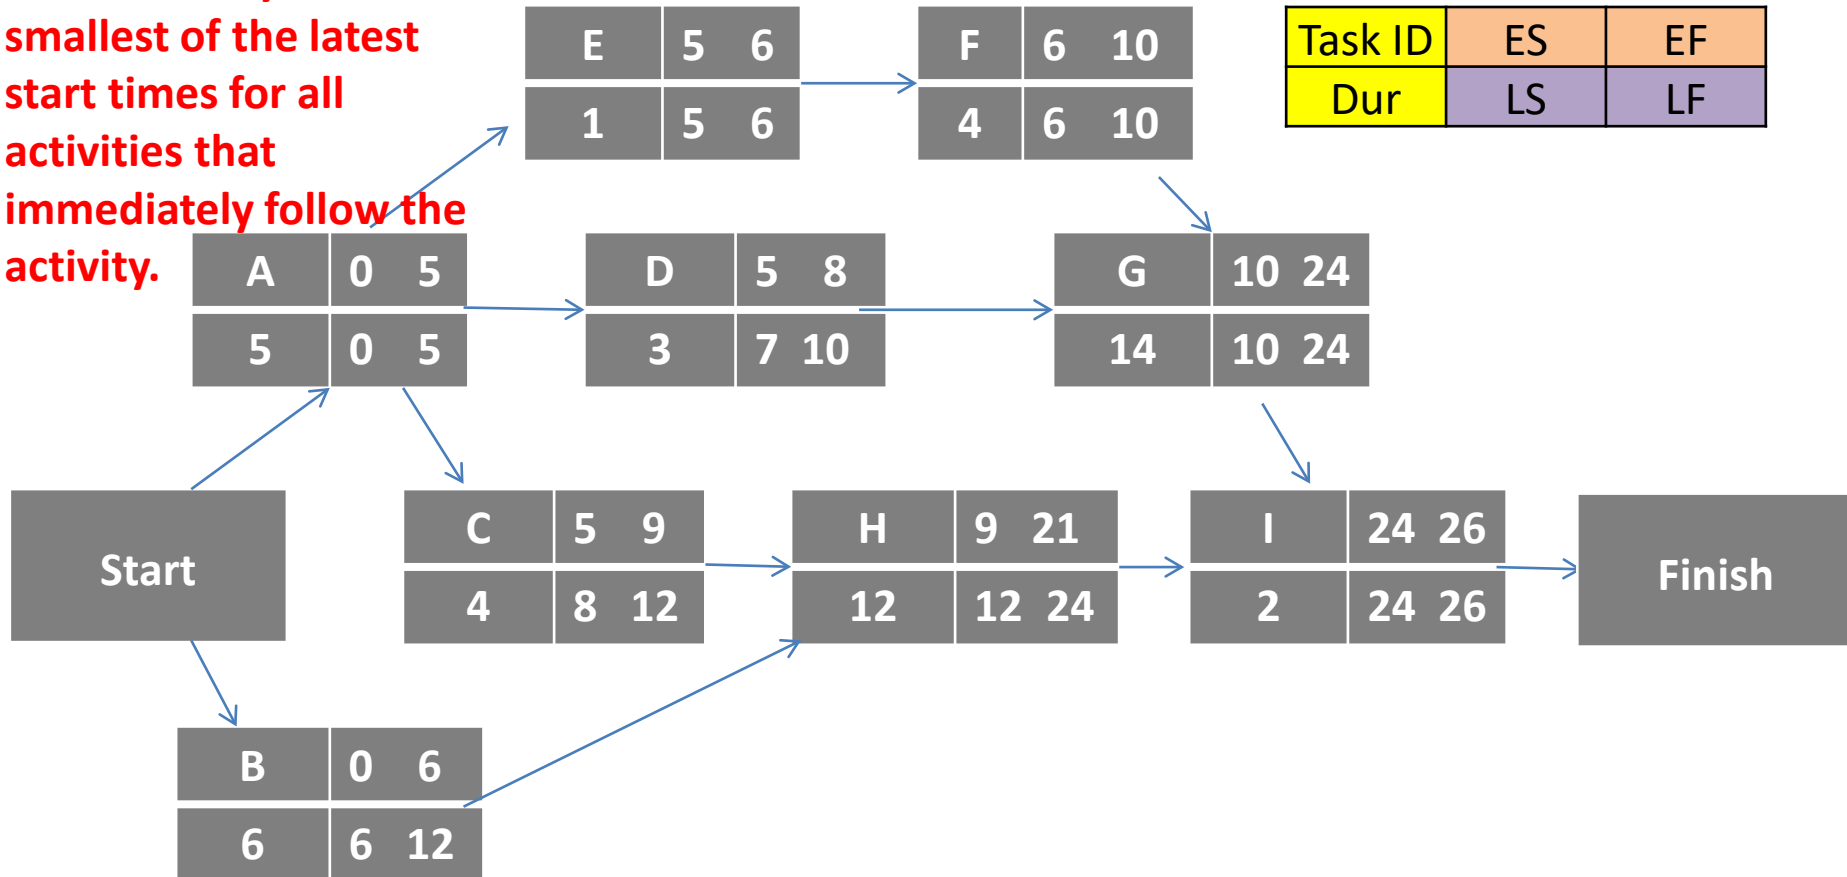 smallest of the latest
start times for all
activities that
immediately follow the
activity.
E 5 6
1 5 6
F 6 10
4 6 10
Task ID ES EF
Dur LS LF
A 0 5
5 0 5
D 5 8
3 7 10
G 10 24
14 10 24
Start
C 5 9
4 8 12
H 9 21
12 12 24
I 24 26
2 24 26
Finish
B 0 6
6 6 12